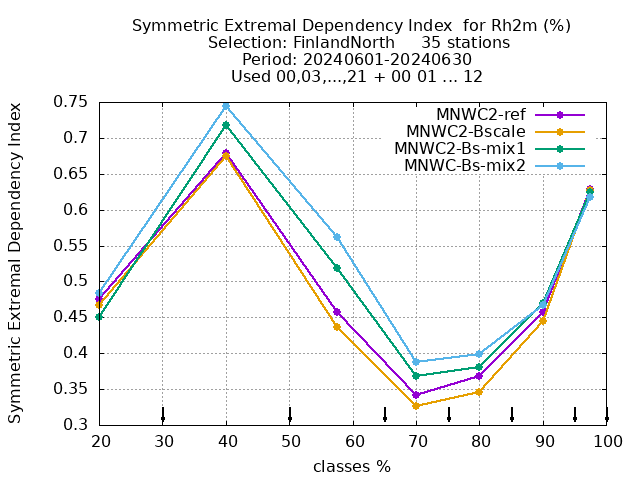 Symmetric Extremal Dependency Index  for Rh2m (%)
Selection: FinlandNorth     35 stations
Period: 20240601-20240630
Used 00,03,...,21 + 00 01 ... 12
Symmetric Extremal Dependency Index
0.75
0.7
0.65
0.6
0.55
0.5
0.45
0.4
0.35
0.3
MNWC2-ref
MNWC2-Bscale
MNWC2-Bs-mix1
MNWC-Bs-mix2
20 30 40 50 60 70 80 90 100
classes %